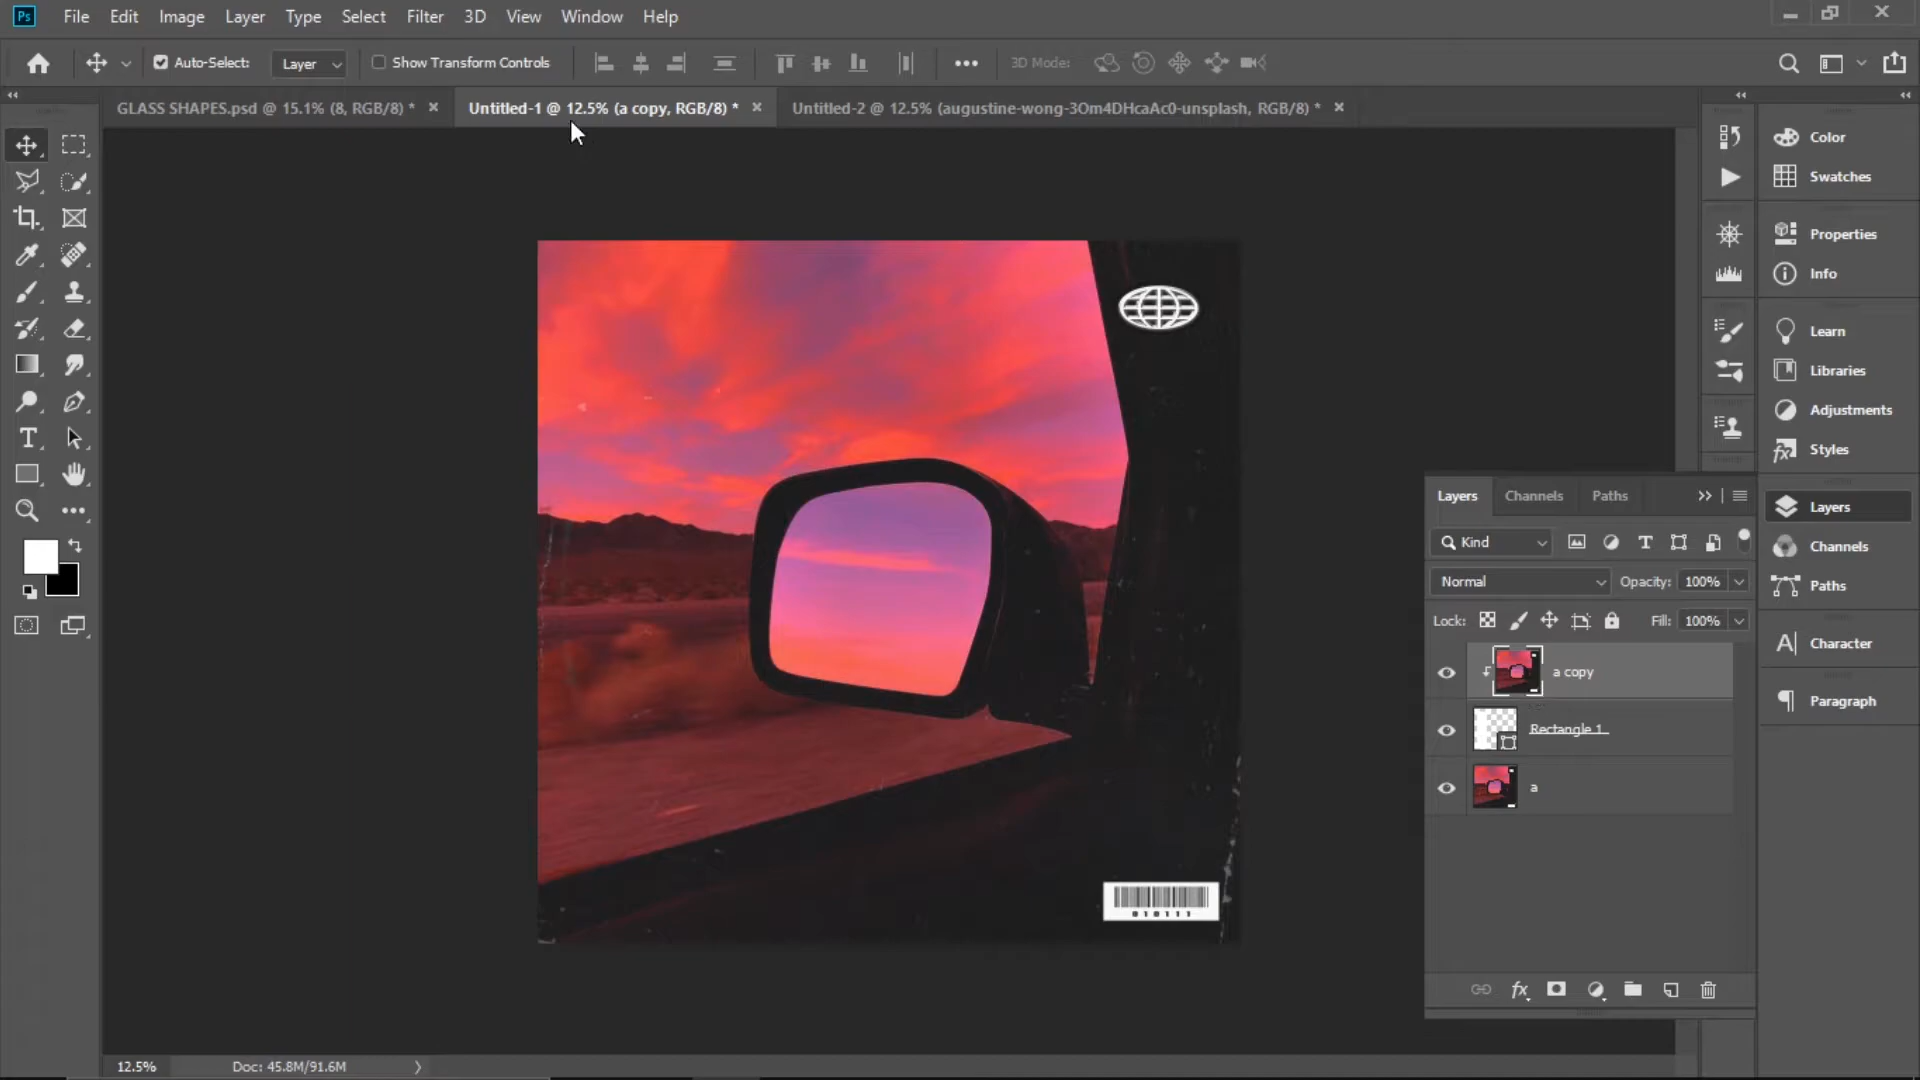 Ps File Edit Image Layer Type Select Filter 3D View Window Help
Auto-Select: Layer Show Transform Controls 3D Mode:
GLASS SHAPES.psd @ 15.1% (8, RGB/8) *
Untitled-1 @ 12.5% (a copy, RGB/8) *
Untitled-2 @ 12.5% (augustine-wong-3Om4DHcaAc0-unsplash, RGB/8) *
Color
Swatches
Properties
Info
Learn
Libraries
Adjustments
Styles
Layers
Channels
Paths
Character
Paragraph
Layers Channels Paths
Kind
Normal Opacity: 100%
Lock: Fill: 100%
a copy
Rectangle 1
a
fx
010111
12.5% Doc: 45.8M/91.6M